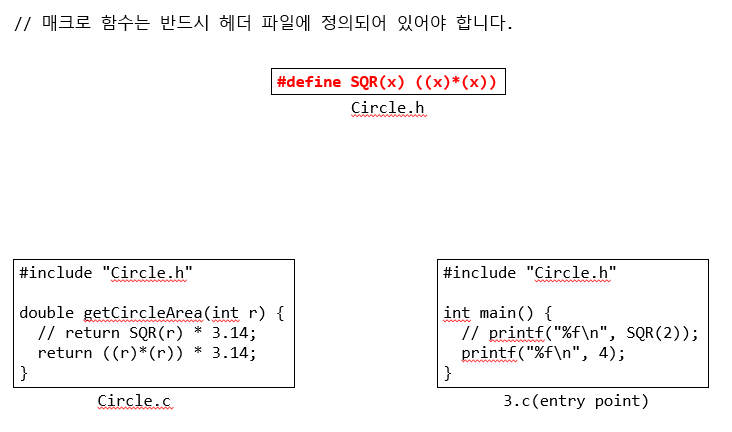 // 매크로 함수는 반드시 헤더 파일에 정의되어 있어야 합니다.
#define SQR(x) ((x)*(x))
Circle.h
#include "Circle.h"
double getCircleArea(int r) {
// return SQR(r) * 3.14;
return ((r)*(r)) * 3.14;
}
Circle.c
#include "Circle.h"
int main() {
// printf("%f\n", SQR(2));
printf("%f\n", 4);
}
3.c(entry point)